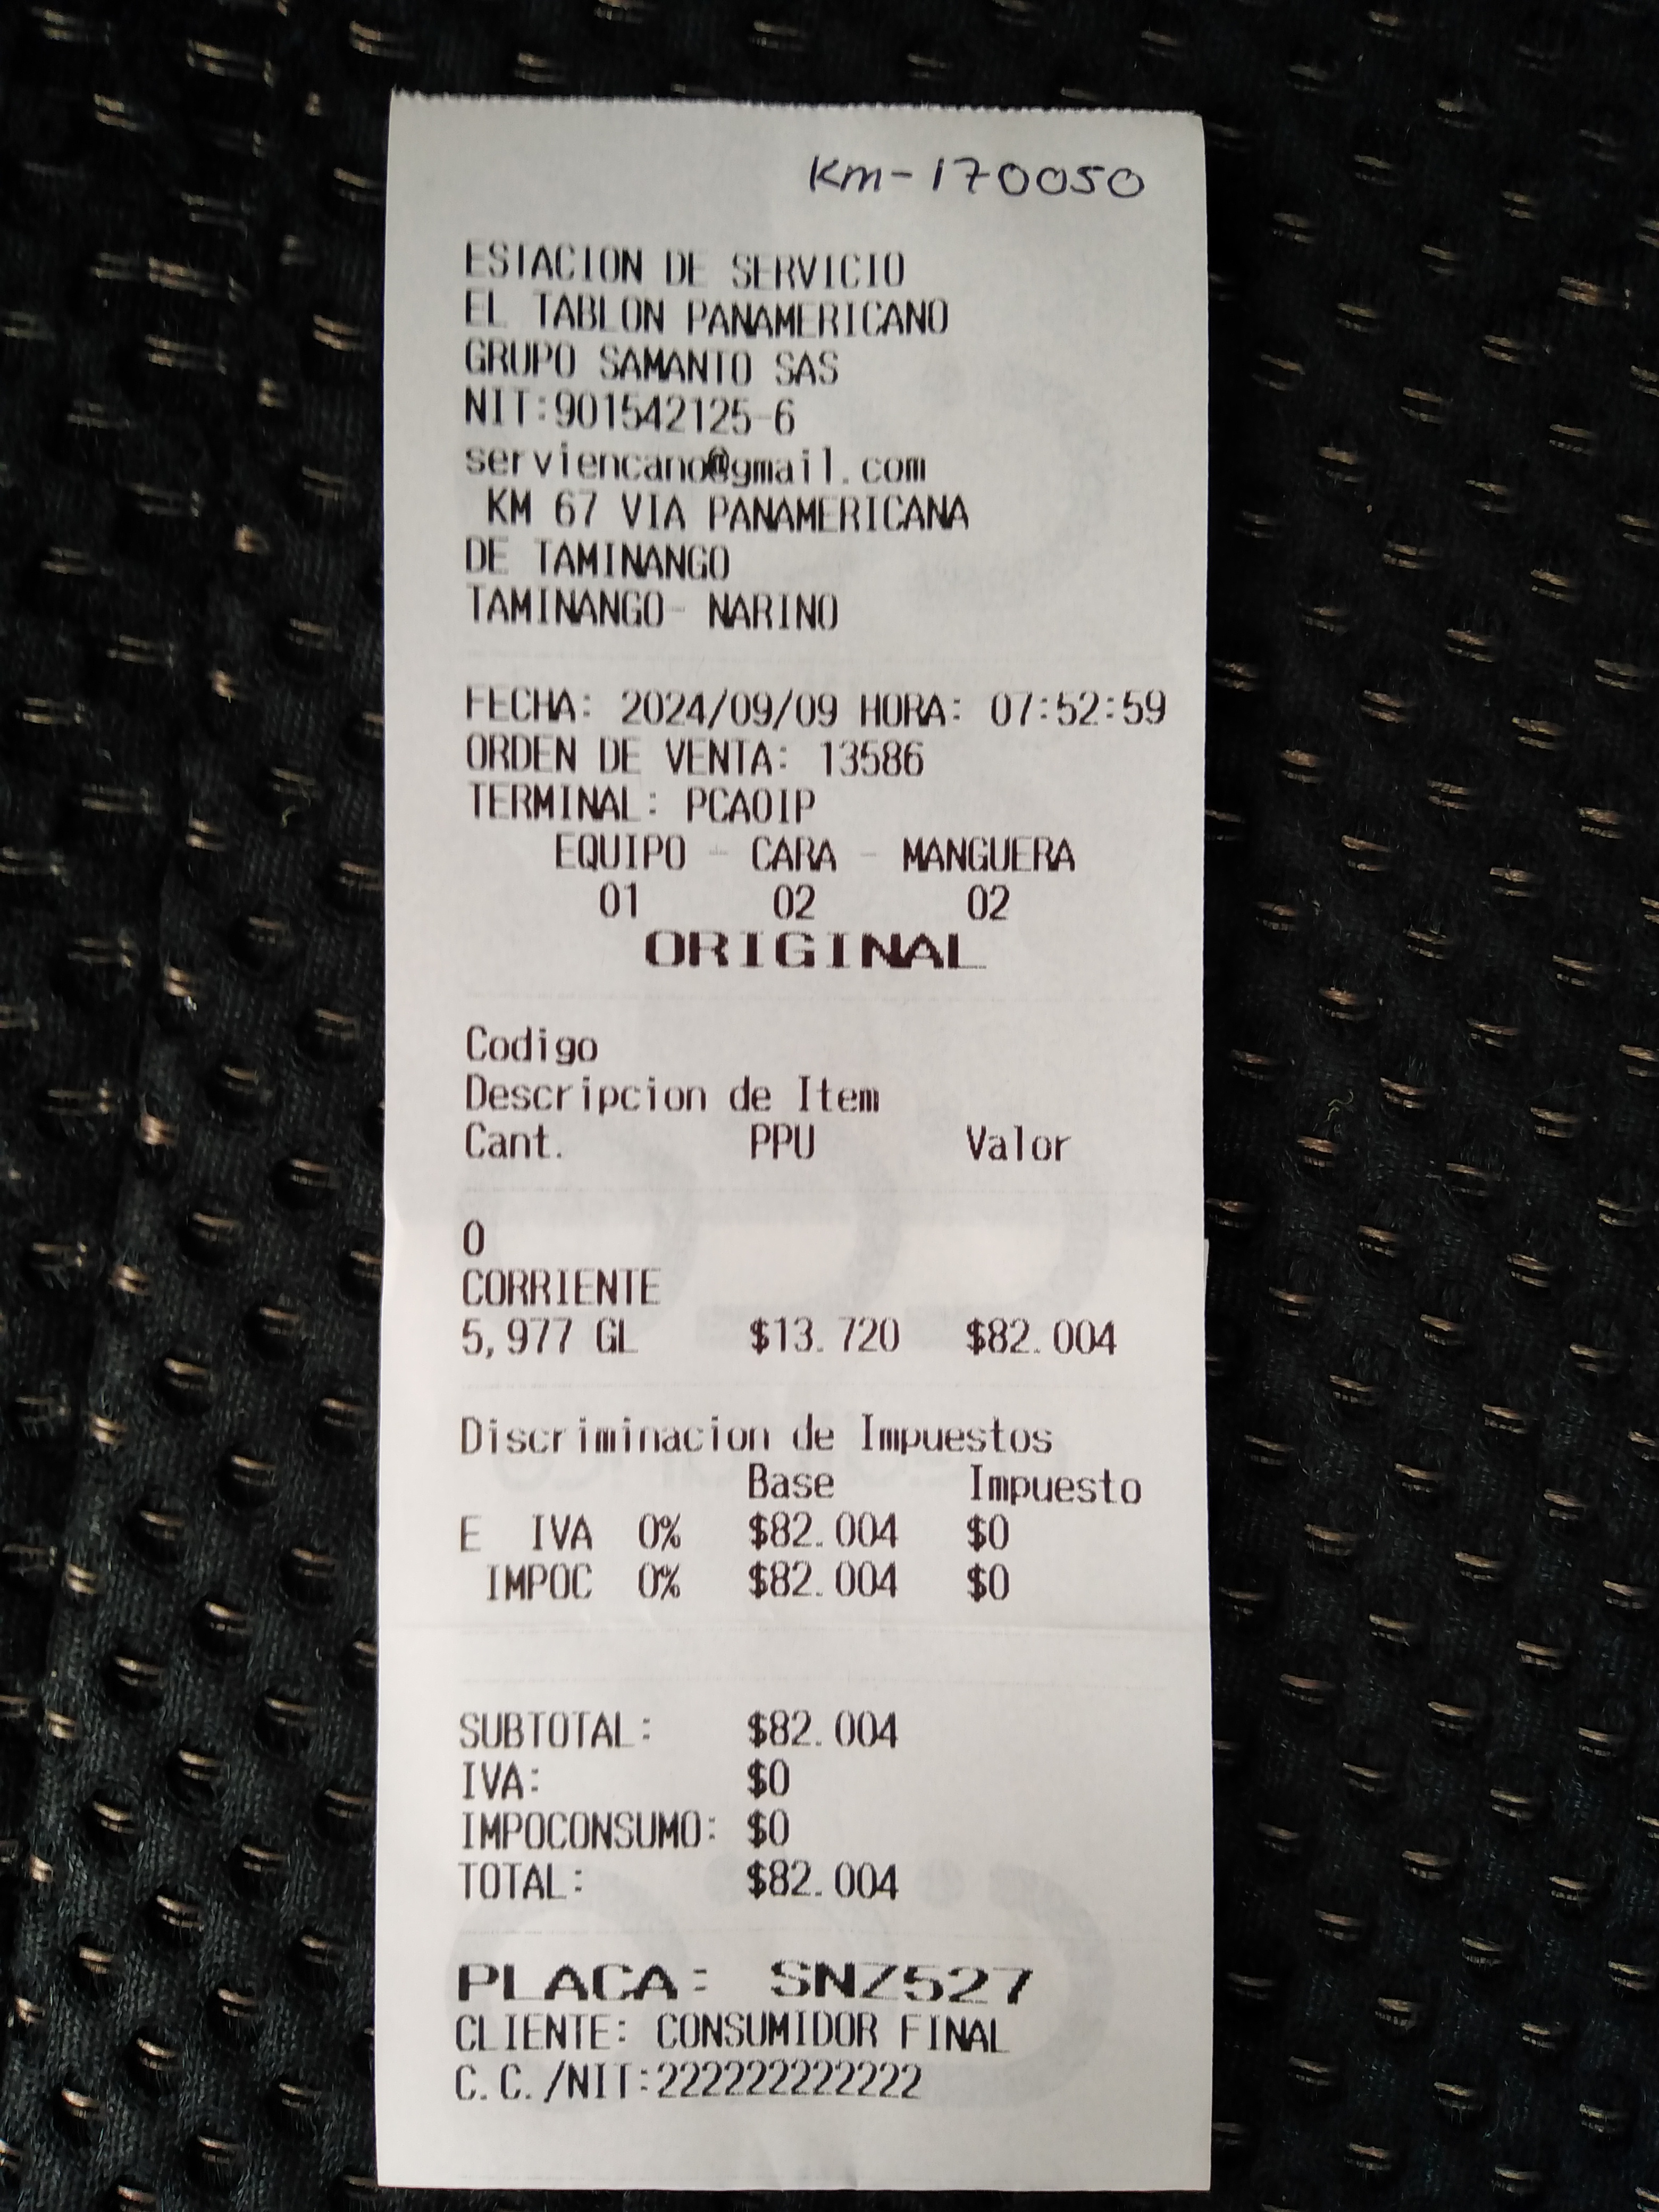 Km-170050
ESTACION DE SERVICIO
EL TABLON PANAMERICANO
GRUPO SAMANTO SAS
NIT:901542125-6
serviencano@gmail.com
KM 67 VIA PANAMERICANA
DE TAMINANGO
TAMINANGO- NARINO
FECHA: 2024/09/09 HORA: 07:52:59
ORDEN DE VENTA: 13586
TERMINAL: PCAOIP
EQUIPO - CARA - MANGUERA
01 02 02
ORIGINAL
Codigo
Descripcion de Item
Cant. PPU Valor
0
CORRIENTE
5,977 GL $13.720 $82.004
Discriminacion de Impuestos
Base Impuesto
E IVA 0% $82.004 $0
IMPOC 0% $82.004 $0
SUBTOTAL: $82.004
IVA: $0
IMPOCONSUMO: $0
TOTAL: $82.004
PLACA: SNZ527
CLIENTE: CONSUMIDOR FINAL
C.C./NIT:222222222222